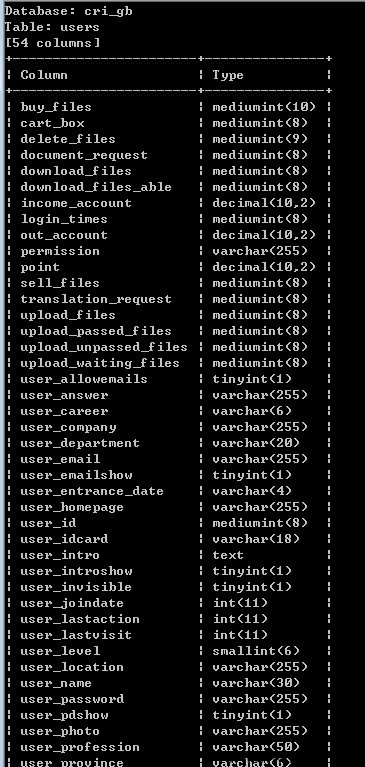 Database: cri_gb
Table: users
[54 columns]
+-----------------------+---------------+
| Column | Type |
+-----------------------+---------------+
| buy_files | mediumint(10) |
| cart_box | mediumint(8) |
| delete_files | mediumint(9) |
| document_request | mediumint(8) |
| download_files | mediumint(8) |
| download_files_able | mediumint(8) |
| income_account | decimal(10,2) |
| login_times | mediumint(8) |
| out_account | decimal(10,2) |
| permission | varchar(255) |
| point | decimal(10,2) |
| sell_files | mediumint(8) |
| translation_request | mediumint(8) |
| upload_files | mediumint(8) |
| upload_passed_files | mediumint(8) |
| upload_unpassed_files | mediumint(8) |
| upload_waiting_files | mediumint(8) |
| user_allowemails | tinyint(1) |
| user_answer | varchar(255) |
| user_career | varchar(6) |
| user_company | varchar(255) |
| user_department | varchar(20) |
| user_email | varchar(255) |
| user_emailshow | tinyint(1) |
| user_entrance_date | varchar(4) |
| user_homepage | varchar(255) |
| user_id | mediumint(8) |
| user_idcard | varchar(18) |
| user_intro | text |
| user_introshow | tinyint(1) |
| user_invisible | tinyint(1) |
| user_joindate | int(11) |
| user_lastaction | int(11) |
| user_lastvisit | int(11) |
| user_level | smallint(6) |
| user_location | varchar(255) |
| user_name | varchar(30) |
| user_password | varchar(255) |
| user_pdshow | tinyint(1) |
| user_photo | varchar(255) |
| user_profession | varchar(50) |
| user_province | varchar(6) |